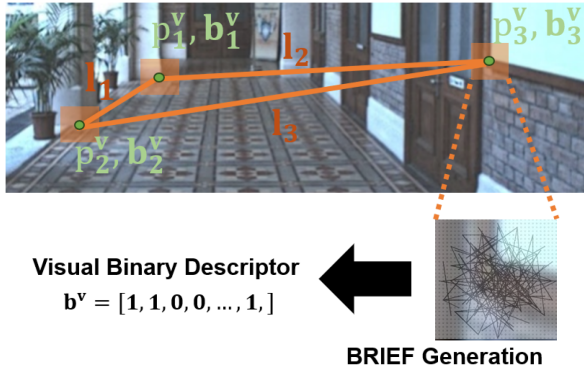 p₁ᵛ, b₁ᵛ
p₃ᵛ, b₃ᵛ
l₂
l₁
l₃
p₂ᵛ, b₂ᵛ
Visual Binary Descriptor
bᵛ = [1, 1, 0, 0, ..., 1,]
BRIEF Generation